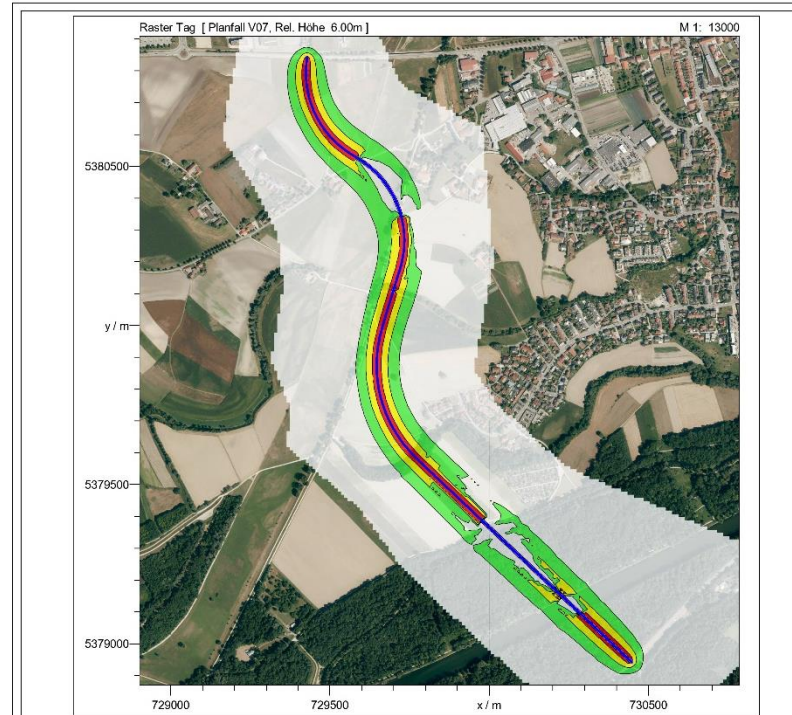 Raster Tag [ Planfall V07, Rel. Höhe 6.00m ] M 1: 13000
5380500
y / m
5379500
5379000
729000 729500 x / m 730500